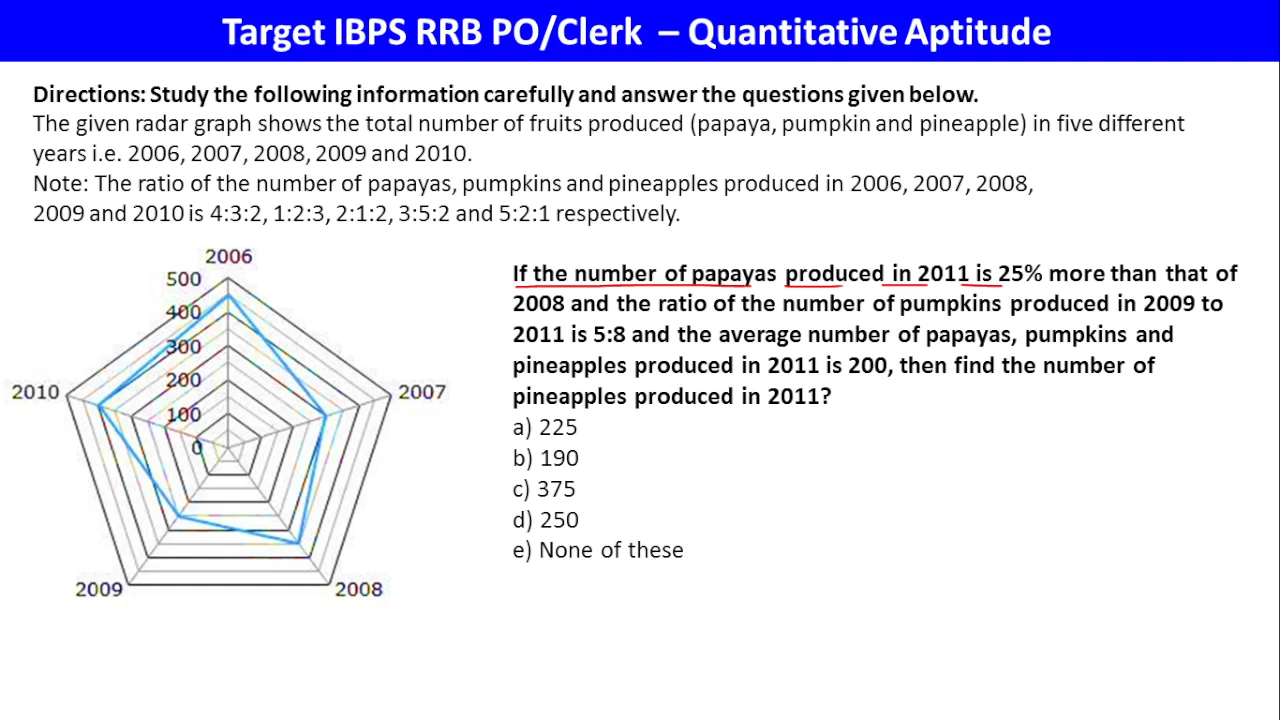 Target IBPS RRB PO/Clerk – Quantitative Aptitude
Directions: Study the following information carefully and answer the questions given below.
The given radar graph shows the total number of fruits produced (papaya, pumpkin and pineapple) in five different
years i.e. 2006, 2007, 2008, 2009 and 2010.
Note: The ratio of the number of papayas, pumpkins and pineapples produced in 2006, 2007, 2008,
2009 and 2010 is 4:3:2, 1:2:3, 2:1:2, 3:5:2 and 5:2:1 respectively.
2006
500
400
300
200
100
0
2010
2007
2009
2008
If the number of papayas produced in 2011 is 25% more than that of
2008 and the ratio of the number of pumpkins produced in 2009 to
2011 is 5:8 and the average number of papayas, pumpkins and
pineapples produced in 2011 is 200, then find the number of
pineapples produced in 2011?
a) 225
b) 190
c) 375
d) 250
e) None of these